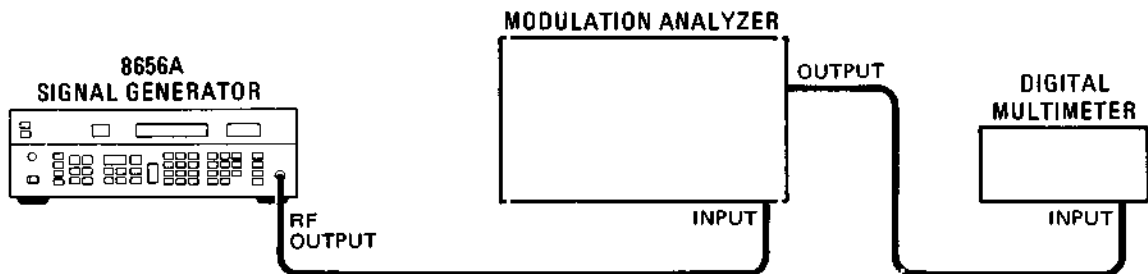 MODULATION ANALYZER
8656A
SIGNAL GENERATOR
OUTPUT
DIGITAL
MULTIMETER
RF
OUTPUT
INPUT
INPUT